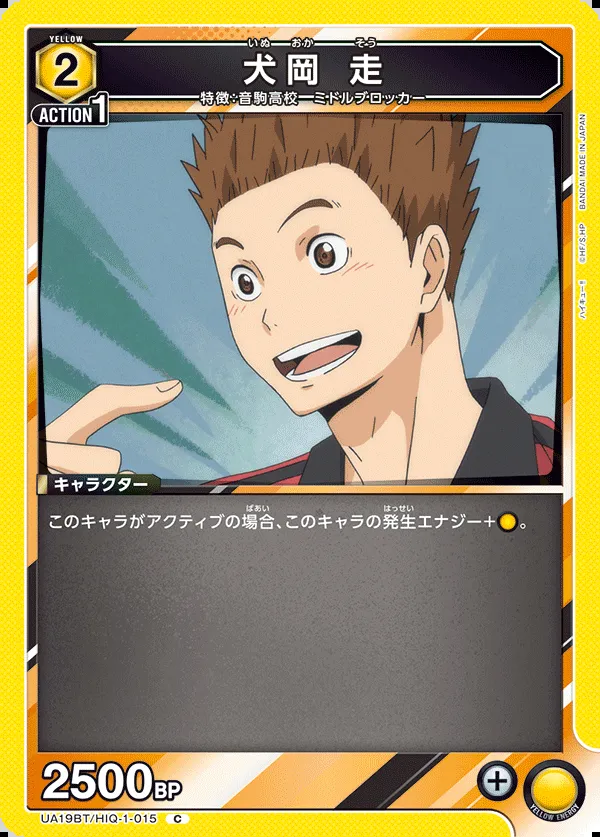 YELLOW
2
いぬ おか そう
犬岡 走
ACTION 1
特徴:音駒高校 ミドルブロッカー
BANDAI MADE IN JAPAN
©HF/S,HP
ハイキュー!!
キャラクター
ばあい はっせい
このキャラがアクティブの場合、このキャラの発生エナジー+。
2500BP
+
YELLOW ENERGY
UA19BT/HIQ-1-015 C